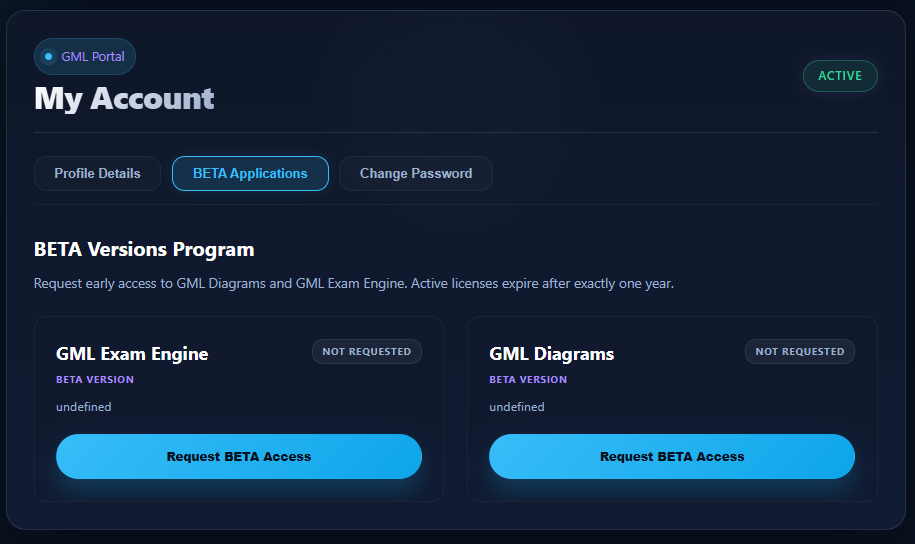 GML Portal
My Account
ACTIVE
Profile Details
BETA Applications
Change Password
BETA Versions Program
Request early access to GML Diagrams and GML Exam Engine. Active licenses expire after exactly one year.
GML Exam Engine
NOT REQUESTED
BETA VERSION
undefined
Request BETA Access
GML Diagrams
NOT REQUESTED
BETA VERSION
undefined
Request BETA Access